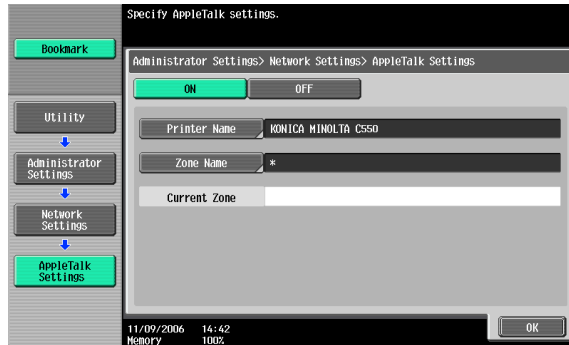 Specify AppleTalk settings.
Bookmark
Administrator Settings> Network Settings> AppleTalk Settings
ON OFF
Utility
Printer Name KONICA MINOLTA C550
Administrator
Settings
Zone Name *
Current Zone
Network
Settings
AppleTalk
Settings
11/09/2006 14:42
Memory 100%
OK